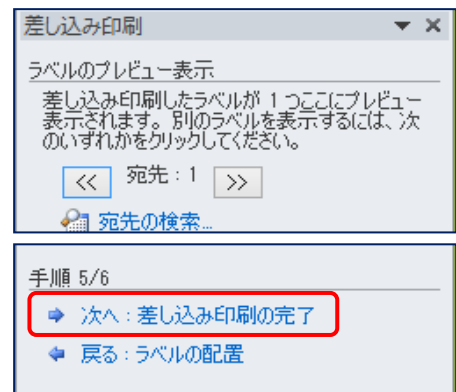 差し込み印刷
ラベルのプレビュー表示
差し込み印刷したラベルが 1 つここにプレビュー
表示されます。別のラベルを表示するには、次
のいずれかをクリックしてください。
<< 宛先 : 1 >>
宛先の検索...
手順 5/6
次へ : 差し込み印刷の完了
戻る : ラベルの配置